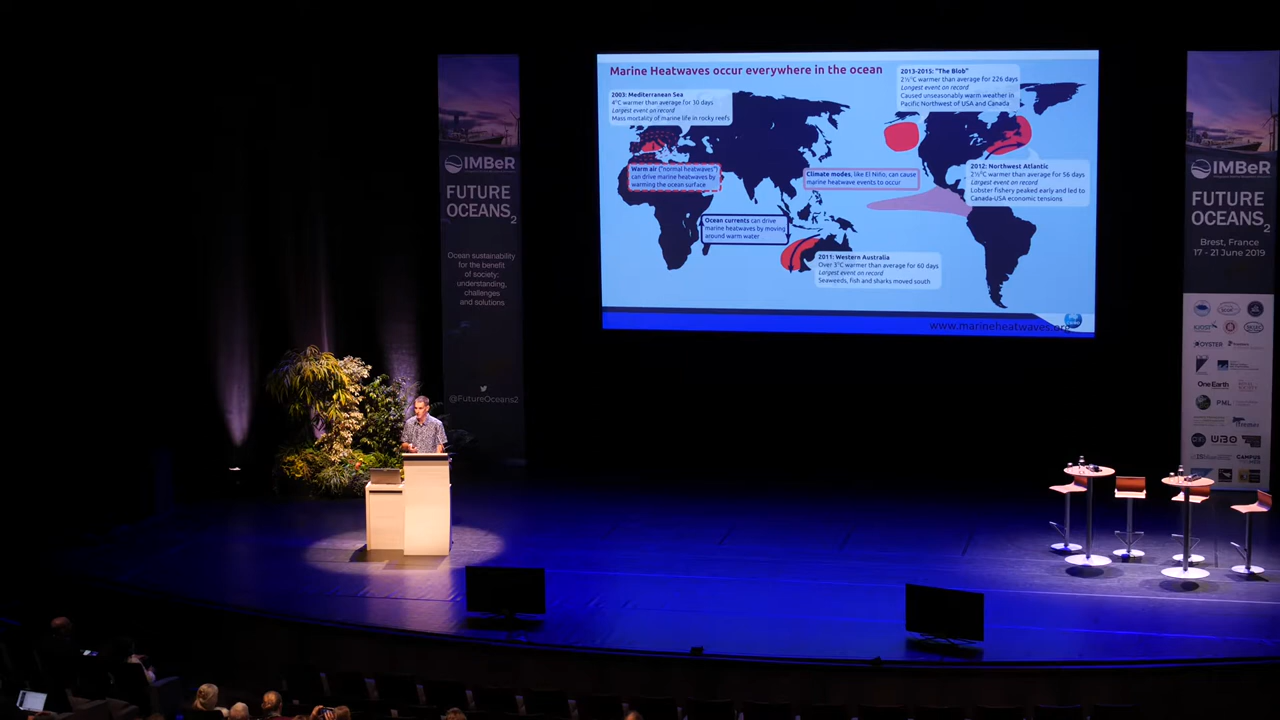 Marine Heatwaves occur everywhere in the ocean
2003: Mediterranean Sea
4°C warmer than average for 30 days
Largest event on record
Mass mortality of marine life in rocky reefs
2013-2015: "The Blob"
2½°C warmer than average for 226 days
Longest event on record
Caused unseasonably warm weather in
Pacific Northwest of USA and Canada
Warm air ("normal heatwaves")
can drive marine heatwaves by
warming the ocean surface
Climate modes, like El Niño, can cause
marine heatwave events to occur
2012: Northwest Atlantic
2½°C warmer than average for 56 days
Largest event on record
Lobster fishery peaked early and led to
Canada-USA economic tensions
Ocean currents can drive
marine heatwaves by moving
around warm water
2011: Western Australia
Over 3°C warmer than average for 60 days
Largest event on record
Seaweeds, fish and sharks moved south
www.marineheatwaves.org
IMBeR
FUTURE
OCEANS2
Ocean sustainability
for the benefit
of society:
understanding,
challenges
and solutions
@FutureOceans2
IMBeR
FUTURE
OCEANS2
Brest, France
17 - 21 June 2019
OYSTER
One Earth
PML
UBO
CAMPUS